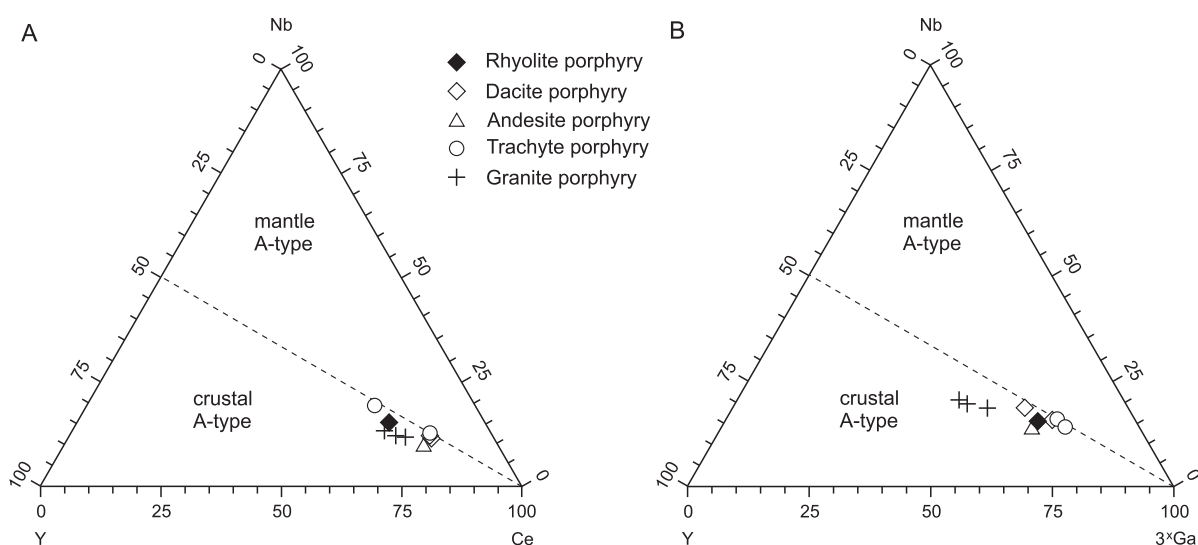 A
Nb
B
Nb
0
100
0
100
Rhyolite porphyry
Dacite porphyry
Andesite porphyry
Trachyte porphyry
Granite porphyry
25
75
25
75
mantle
A-type
mantle
A-type
50
50
50
50
75
25
75
25
crustal
A-type
crustal
A-type
100
0
100
0
0
25
50
75
100
0
25
50
75
100
Y
Ce
Y
3xGa